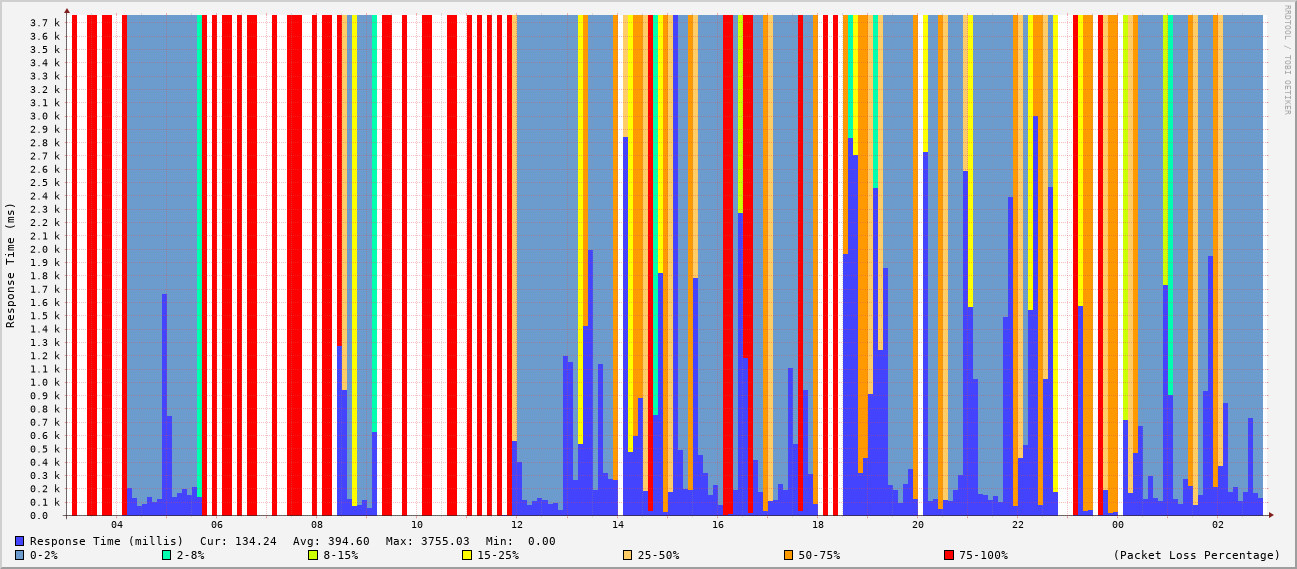 RRDTOOL / TOBI OETIKER
Response Time (ms)
3.7 k
3.6 k
3.5 k
3.4 k
3.3 k
3.2 k
3.1 k
3.0 k
2.9 k
2.8 k
2.7 k
2.6 k
2.5 k
2.4 k
2.3 k
2.2 k
2.1 k
2.0 k
1.9 k
1.8 k
1.7 k
1.6 k
1.5 k
1.4 k
1.3 k
1.2 k
1.1 k
1.0 k
0.9 k
0.8 k
0.7 k
0.6 k
0.5 k
0.4 k
0.3 k
0.2 k
0.1 k
0.0
04 06 08 10 12 14 16 18 20 22 00 02
Response Time (millis) Cur: 134.24 Avg: 394.60 Max: 3755.03 Min: 0.00
0-2% 2-8% 8-15% 15-25% 25-50% 50-75% 75-100% (Packet Loss Percentage)